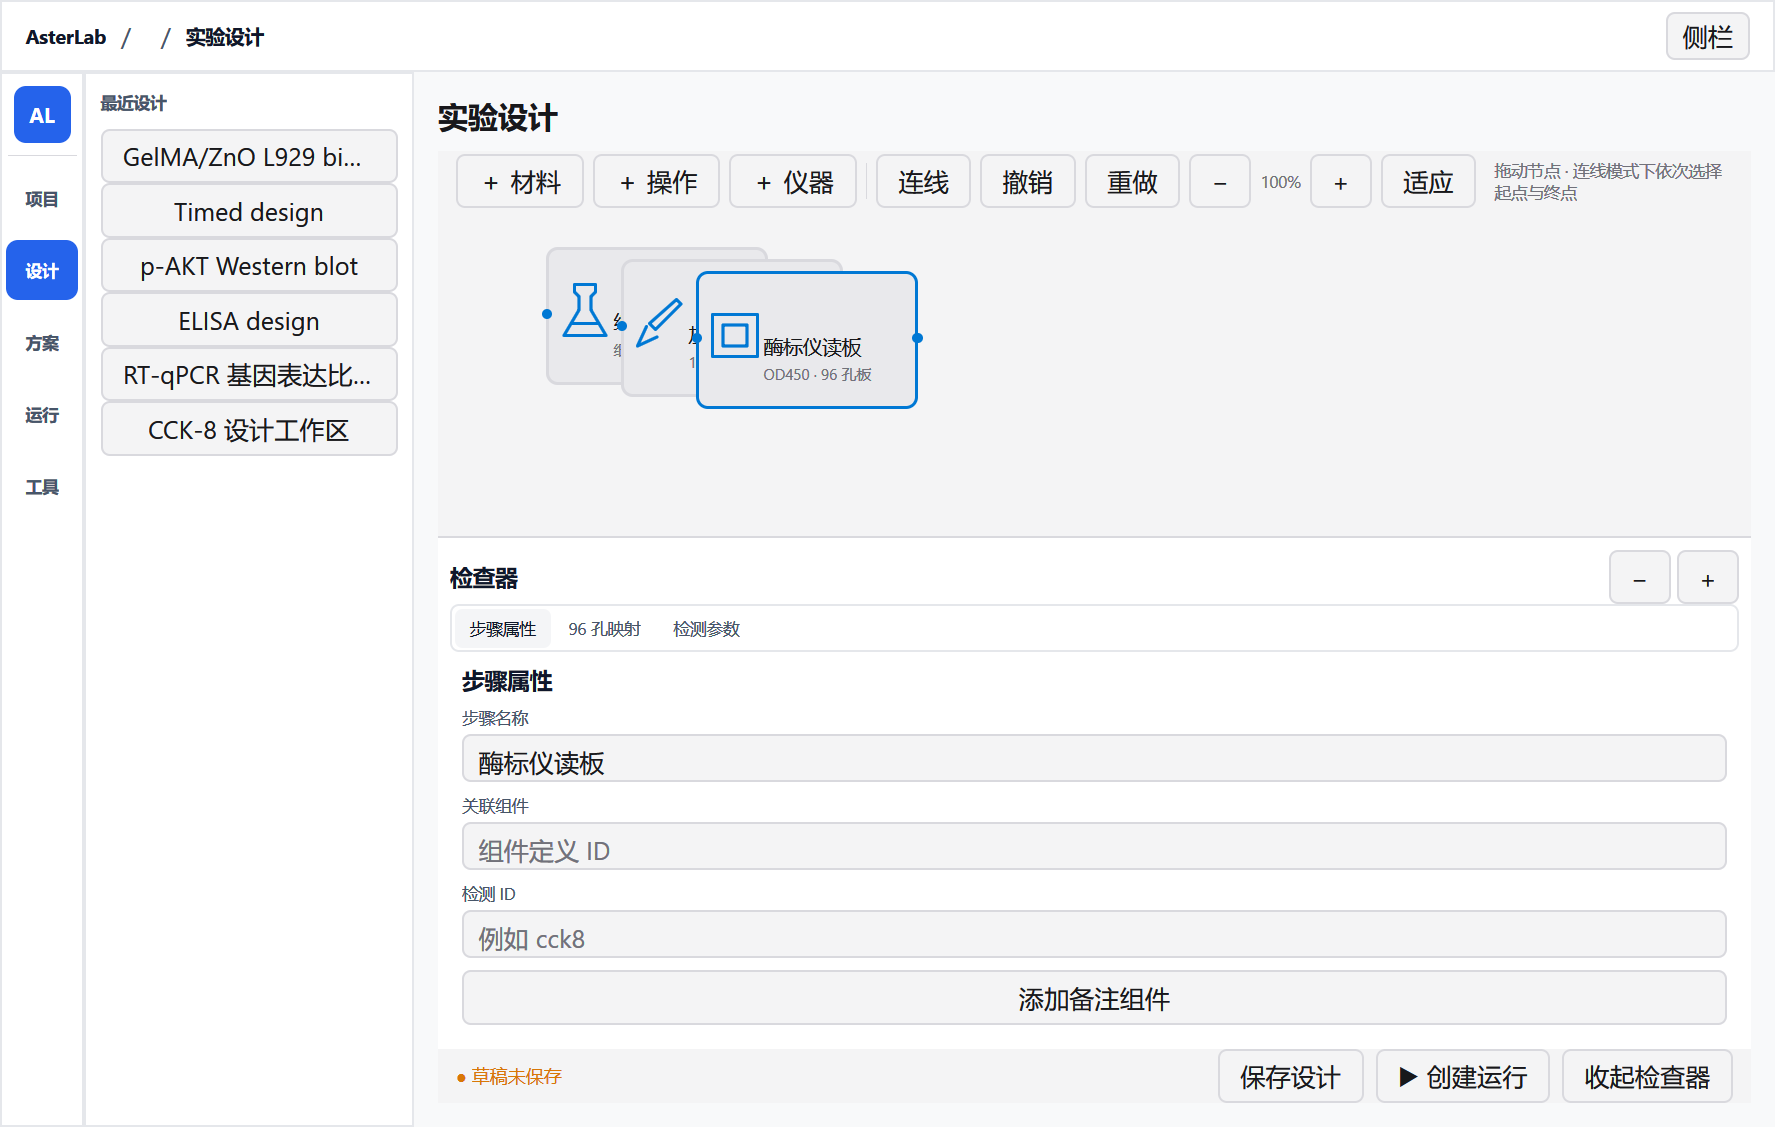 AsterLab / / 实验设计
侧栏
AL
项目
设计
方案
运行
工具
最近设计
GelMA/ZnO L929 bi...
Timed design
p-AKT Western blot
ELISA design
RT-qPCR 基因表达比...
CCK-8 设计工作区
实验设计
+ 材料
+ 操作
+ 仪器
连线
撤销
重做
−
100%
+
适应
拖动节点 · 连线模式下依次选择
起点与终点
酶标仪读板
OD450 · 96 孔板
检查器
−
+
步骤属性
96 孔映射
检测参数
步骤属性
步骤名称
酶标仪读板
关联组件
组件定义 ID
检测 ID
例如 cck8
添加备注组件
● 草稿未保存
保存设计
▶ 创建运行
收起检查器